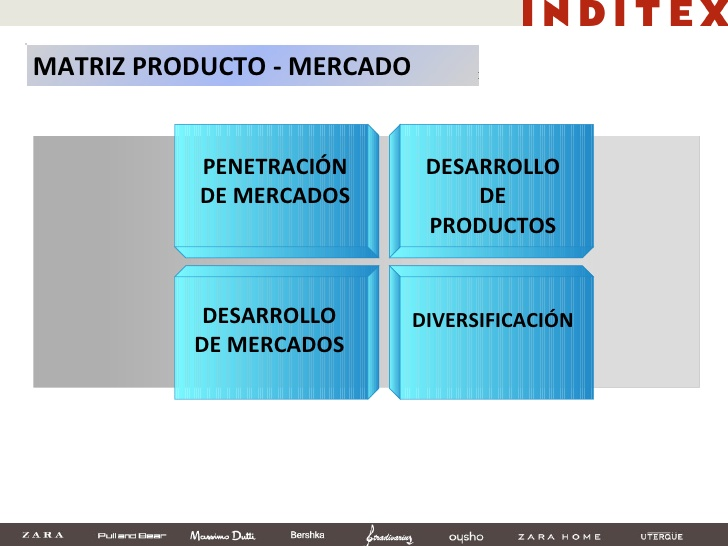 INDITEX
MATRIZ PRODUCTO - MERCADO
PENETRACIÓN
DE MERCADOS
DESARROLLO
DE
PRODUCTOS
DESARROLLO
DE MERCADOS
DIVERSIFICACIÓN
ZARA Pull and Bear Massimo Dutti Bershka Stradivarius oysho ZARA HOME UTERQÜE